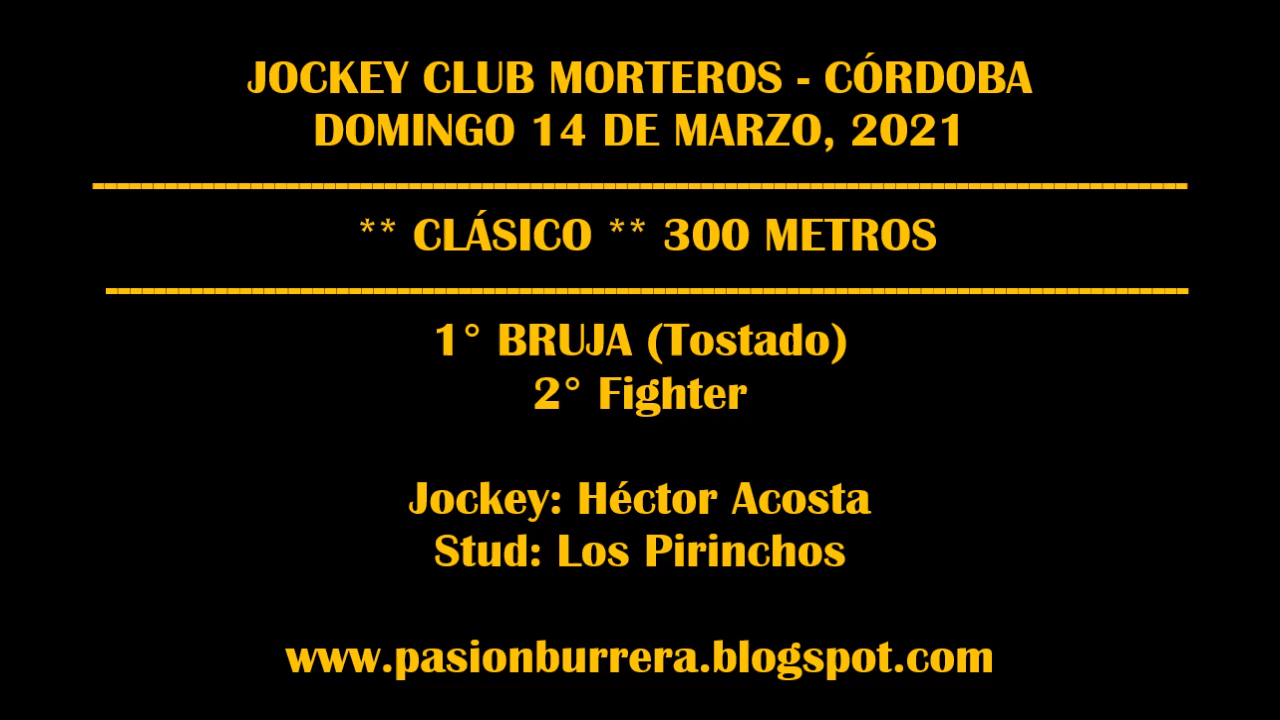 JOCKEY CLUB MORTEROS - CÓRDOBA
DOMINGO 14 DE MARZO, 2021
------------------------------------------------------------------------------------------
** CLÁSICO ** 300 METROS
-----------------------------------------------------------------------------------------
1° BRUJA (Tostado)
2° Fighter
Jockey: Héctor Acosta
Stud: Los Pirinchos
www.pasionburrera.blogspot.com